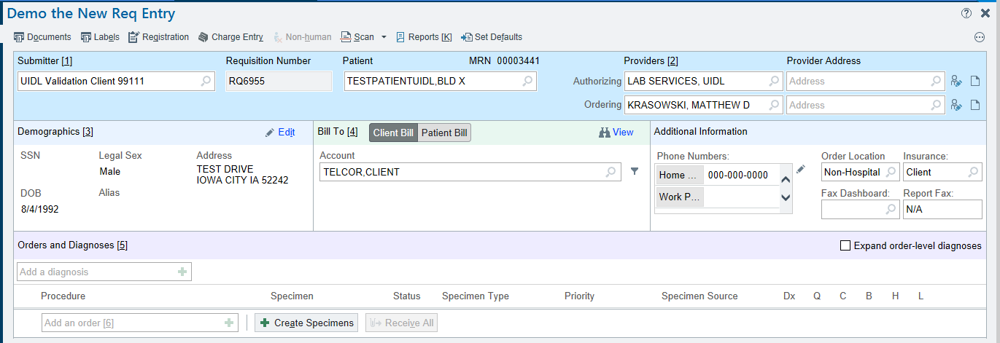 Demo the New Req Entry
Documents Labels Registration Charge Entry Non-human Scan Reports [K] Set Defaults
Submitter [1] Requisition Number Patient MRN 00003441 Providers [2] Provider Address
UIDL Validation Client 99111 RQ6955 TESTPATIENTUIDL,BLD X Authorizing LAB SERVICES, UIDL Address
Ordering KRASOWSKI, MATTHEW D Address
Demographics [3] Edit Bill To [4] Client Bill Patient Bill View Additional Information
SSN Legal Sex Address Account Phone Numbers: Order Location Insurance:
Male TEST DRIVE TELCOR,CLIENT Home ... 000-000-0000 Non-Hospital Client
IOWA CITY IA 52242
DOB Alias Work P... Fax Dashboard: Report Fax:
8/4/1992 N/A
Orders and Diagnoses [5] Expand order-level diagnoses
Add a diagnosis
Procedure Specimen Status Specimen Type Priority Specimen Source Dx Q C B H L
Add an order [6] Create Specimens Receive All